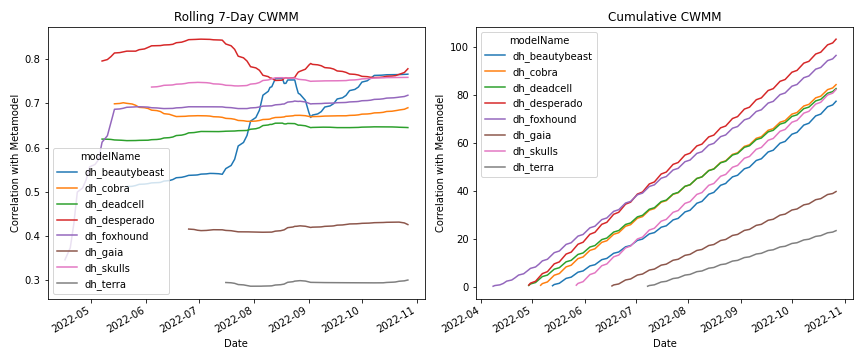 Rolling 7-Day CWMM
Correlation with Metamodel
0.8
0.7
0.6
0.5
0.4
0.3
modelName
dh_beautybeast
dh_cobra
dh_deadcell
dh_desperado
dh_foxhound
dh_gaia
dh_skulls
dh_terra
2022-05
2022-06
2022-07
2022-08
2022-09
2022-10
2022-11
Date
Cumulative CWMM
Correlation with Metamodel
100
80
60
40
20
0
modelName
dh_beautybeast
dh_cobra
dh_deadcell
dh_desperado
dh_foxhound
dh_gaia
dh_skulls
dh_terra
2022-04
2022-05
2022-06
2022-07
2022-08
2022-09
2022-10
2022-11
Date